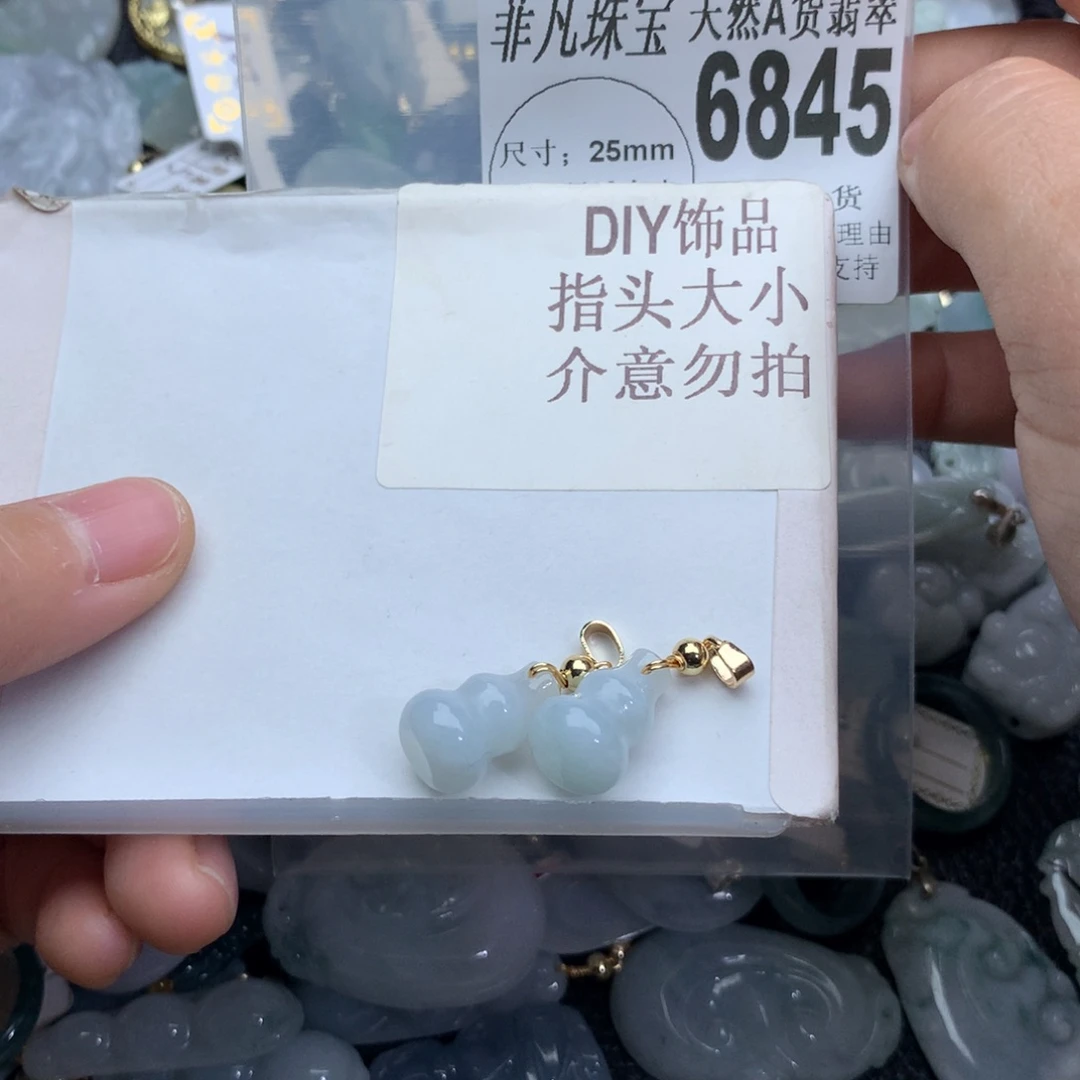 非凡珠宝 天然A货翡翠
6845
尺寸；25mm
货
理由
支持
DIY饰品
指头大小
介意勿拍